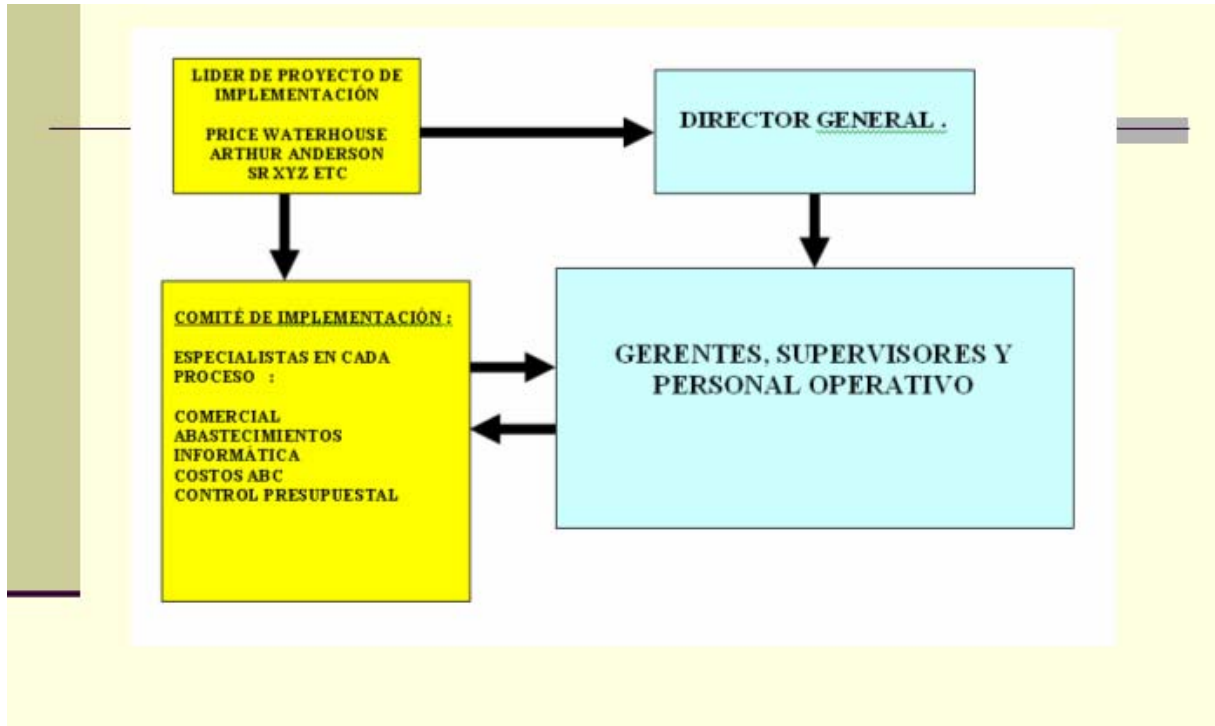 LIDER DE PROYECTO DE
IMPLEMENTACIÓN
PRICE WATERHOUSE
ARTHUR ANDERSON
SR XYZ ETC
DIRECTOR GENERAL .
COMITÉ DE IMPLEMENTACIÓN :
ESPECIALISTAS EN CADA
PROCESO :
COMERCIAL
ABASTECIMIENTOS
INFORMÁTICA
COSTOS ABC
CONTROL PRESUPUESTAL
GERENTES, SUPERVISORES Y
PERSONAL OPERATIVO